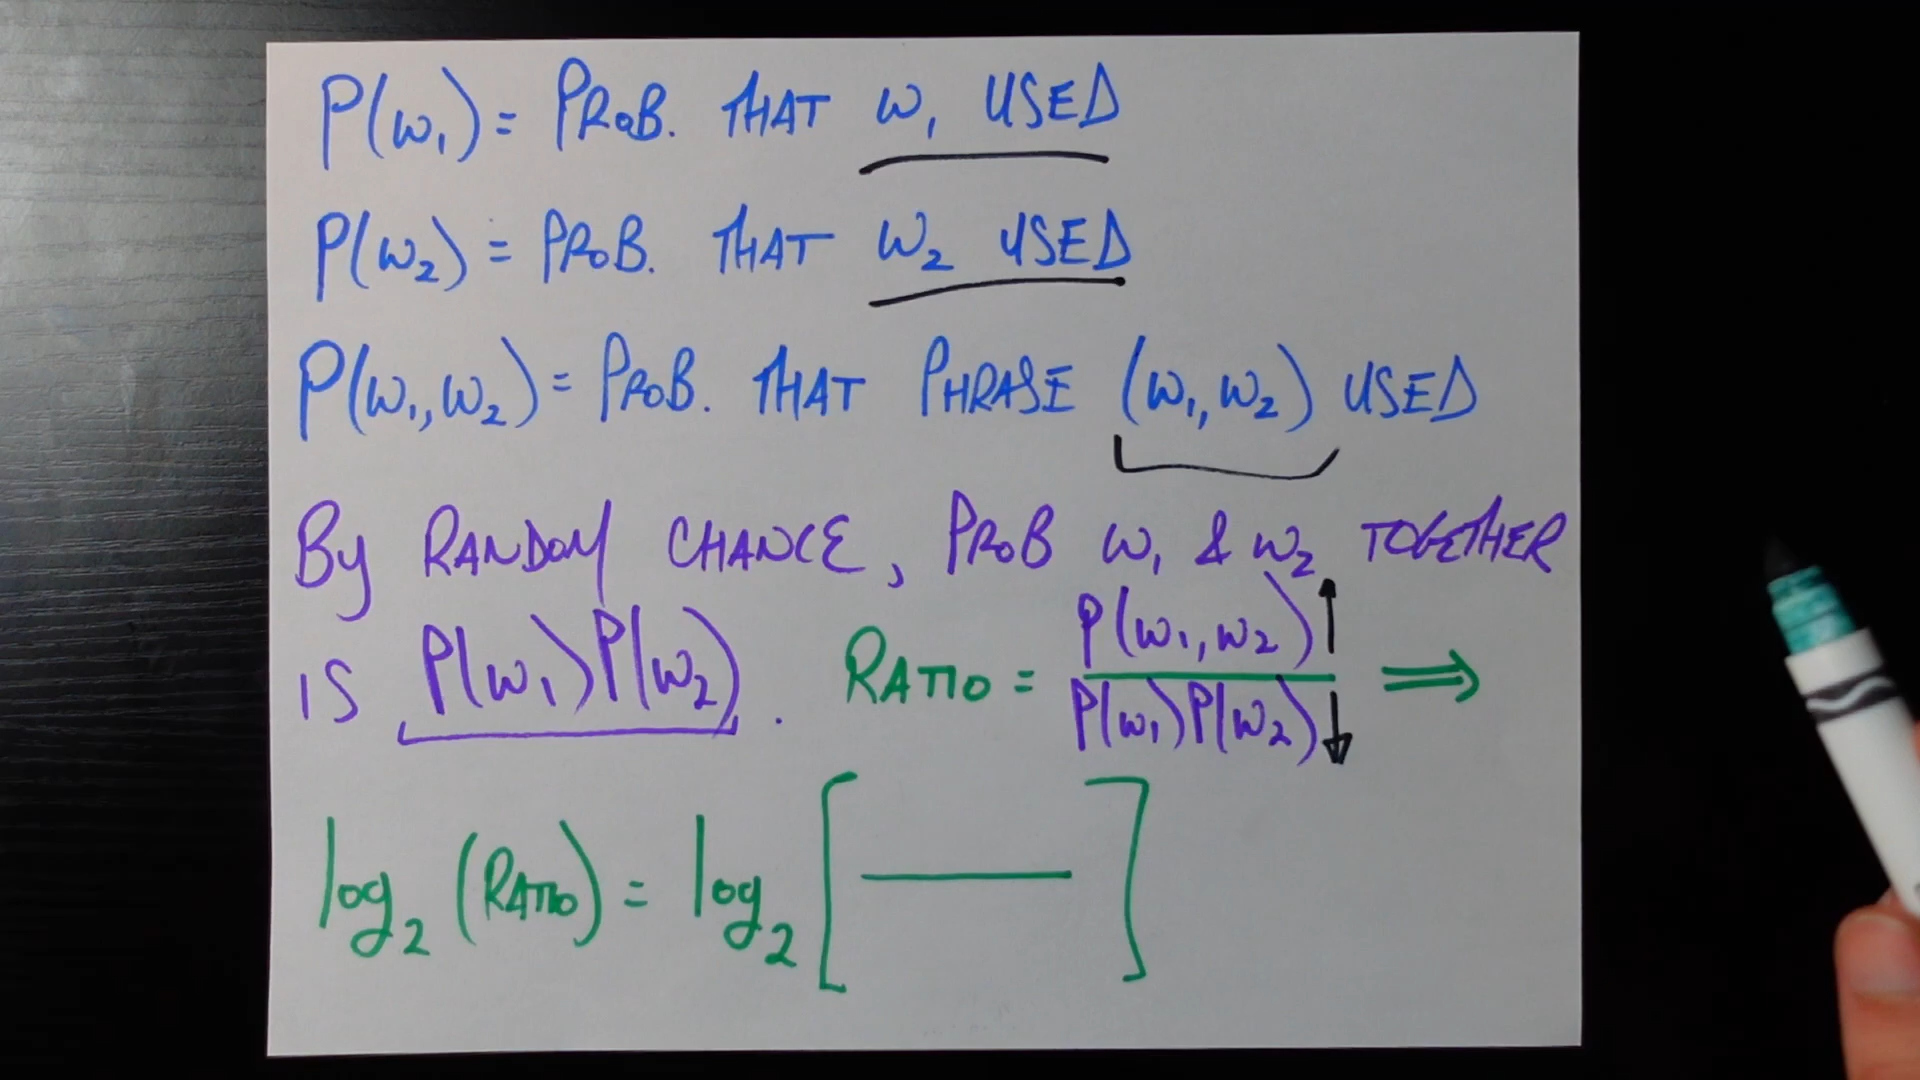 P(w₁) = PROB. THAT w₁ USED
P(w₂) = PROB. THAT w₂ USED
P(w₁,w₂) = PROB. THAT PHRASE (w₁,w₂) USED
By RANDOM CHANCE, PROB w₁ & w₂ TOGETHER
IS P(w₁)P(w₂). RATIO = P(w₁,w₂)↑ / P(w₁)P(w₂)↓ ⟹
log₂(RATIO) = log₂[ — ]